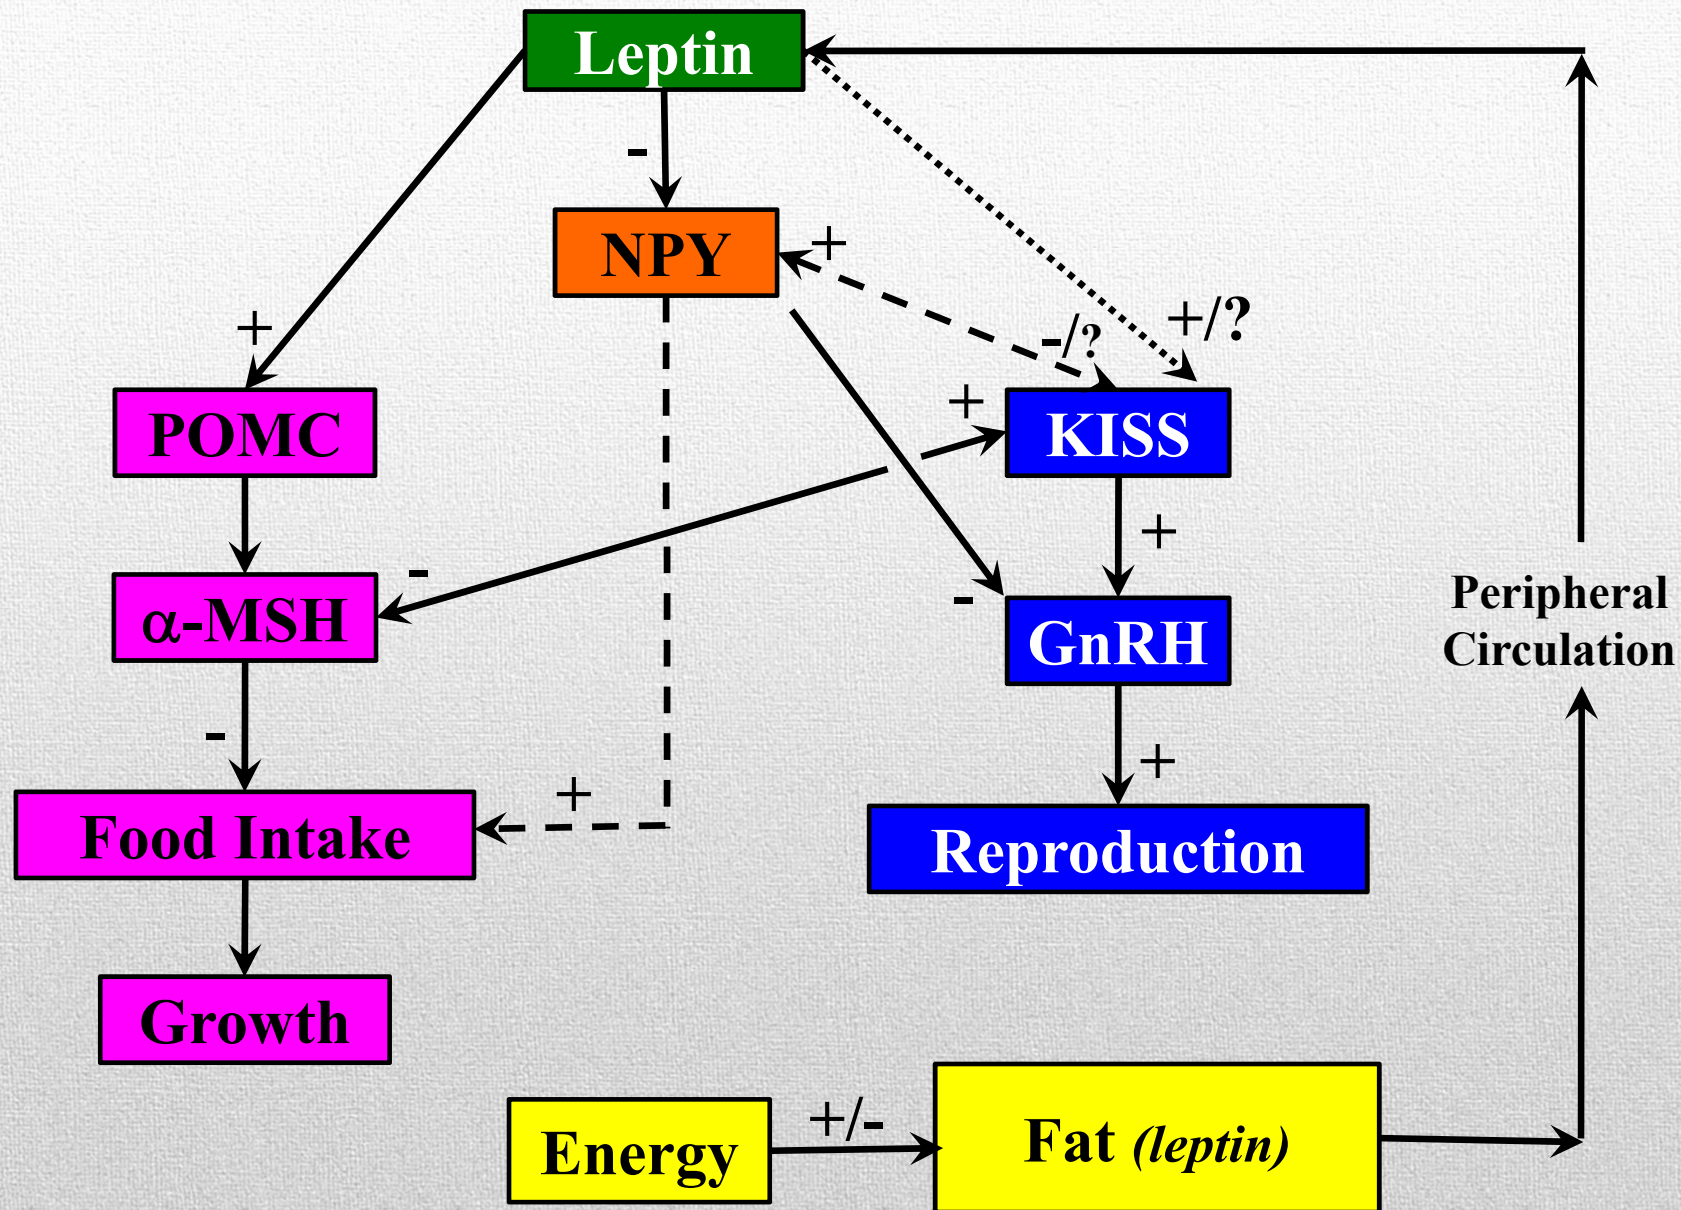 Leptin
-
NPY
+
+
-/?
+/?
POMC
+
KISS
+
-
α-MSH
-
GnRH
Peripheral
Circulation
-
+
+
Food Intake
Reproduction
Growth
Energy
+/-
Fat (leptin)